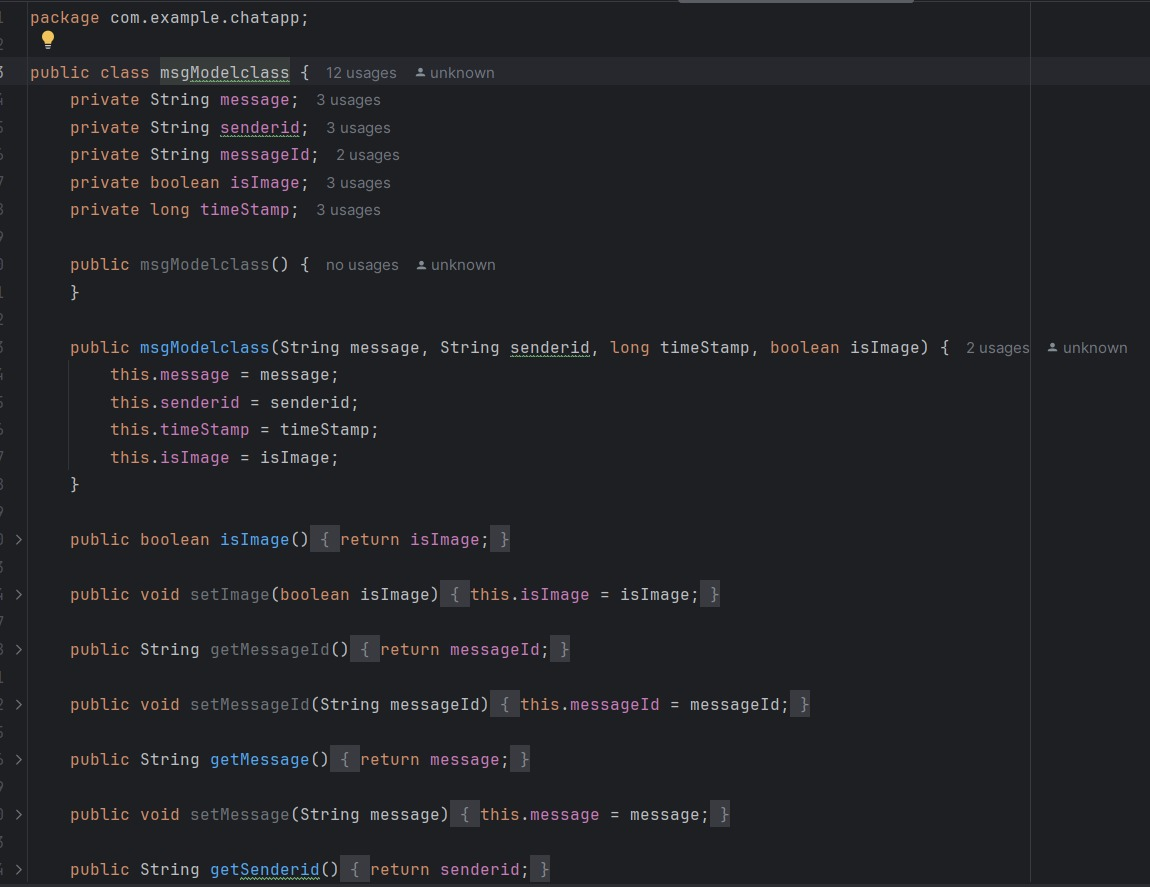 package com.example.chatapp;
public class msgModelclass { 12 usages unknown
private String message; 3 usages
private String senderid; 3 usages
private String messageId; 2 usages
private boolean isImage; 3 usages
private long timeStamp; 3 usages
public msgModelclass() { no usages unknown
}
public msgModelclass(String message, String senderid, long timeStamp, boolean isImage) { 2 usages unknown
this.message = message;
this.senderid = senderid;
this.timeStamp = timeStamp;
this.isImage = isImage;
}
public boolean isImage() { return isImage; }
public void setImage(boolean isImage) { this.isImage = isImage; }
public String getMessageId() { return messageId; }
public void setMessageId(String messageId) { this.messageId = messageId; }
public String getMessage() { return message; }
public void setMessage(String message) { this.message = message; }
public String getSenderid() { return senderid; }